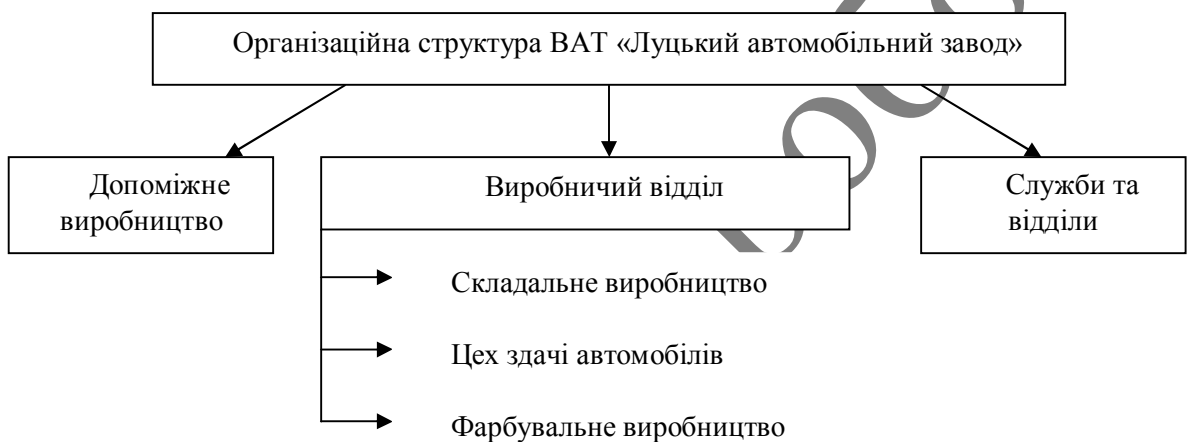 Організаційна структура ВАТ «Луцький автомобільний завод»
Допоміжне
виробництво
Виробничий відділ
Служби та
відділи
Складальне виробництво
Цех здачі автомобілів
Фарбувальне виробництво